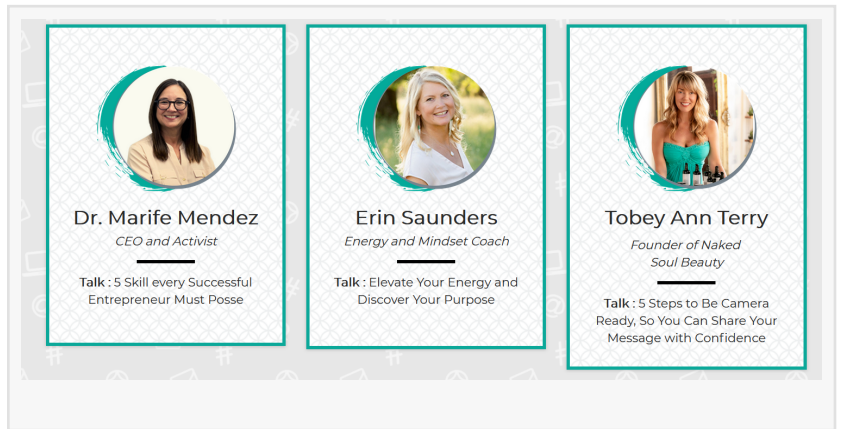 Dr. Marife Mendez
CEO and Activist
Talk : 5 Skill every Successful
Entrepreneur Must Posse
Erin Saunders
Energy and Mindset Coach
Talk : Elevate Your Energy and
Discover Your Purpose
Tobey Ann Terry
Founder of Naked
Soul Beauty
Talk : 5 Steps to Be Camera
Ready, So You Can Share Your
Message with Confidence